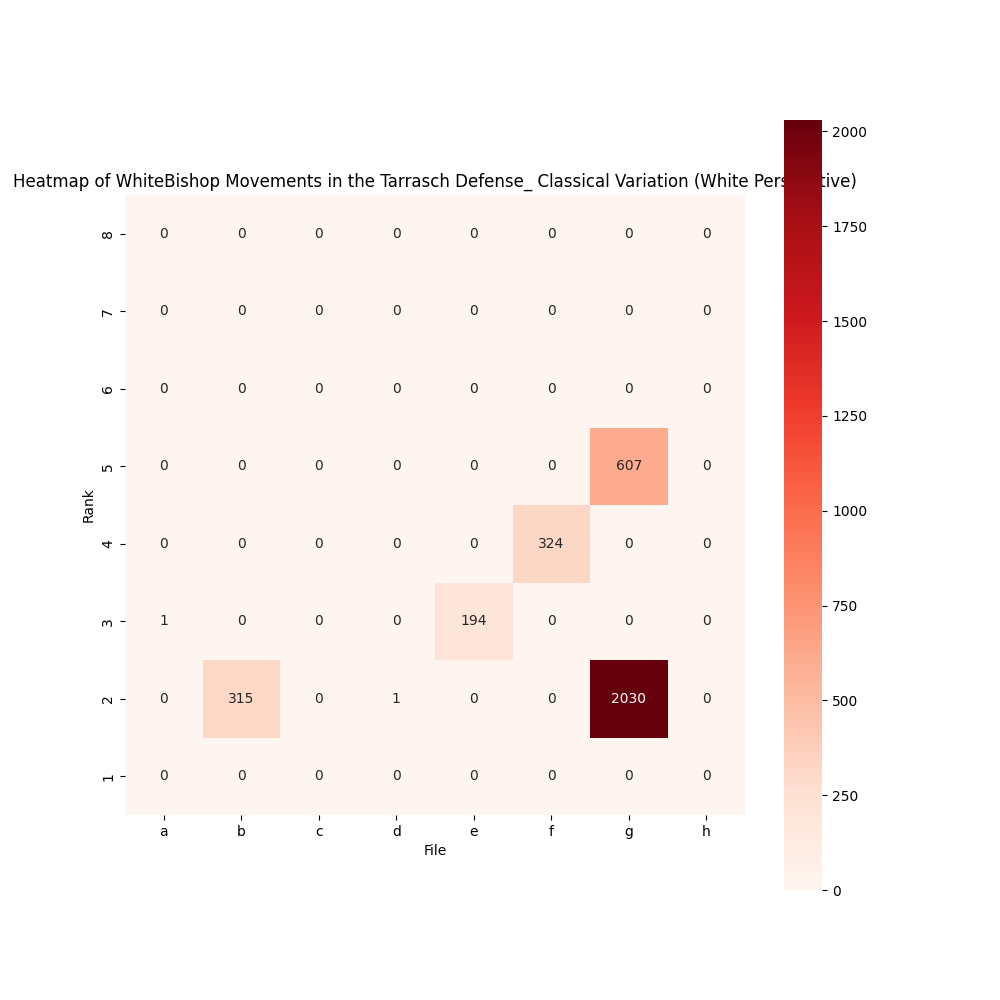 Heatmap of WhiteBishop Movements in the Tarrasch Defense_ Classical Variation (White Pers tive)
8 0 0 0 0 0 0 0 0
7 0 0 0 0 0 0 0 0
6 0 0 0 0 0 0 0 0
5 0 0 0 0 0 0 607 0
4 0 0 0 0 0 324 0 0
3 1 0 0 0 194 0 0 0
2 0 315 0 1 0 0 2030 0
1 0 0 0 0 0 0 0 0
a b c d e f g h
File
Rank
2000
1750
1500
1250
1000
750
500
250
0